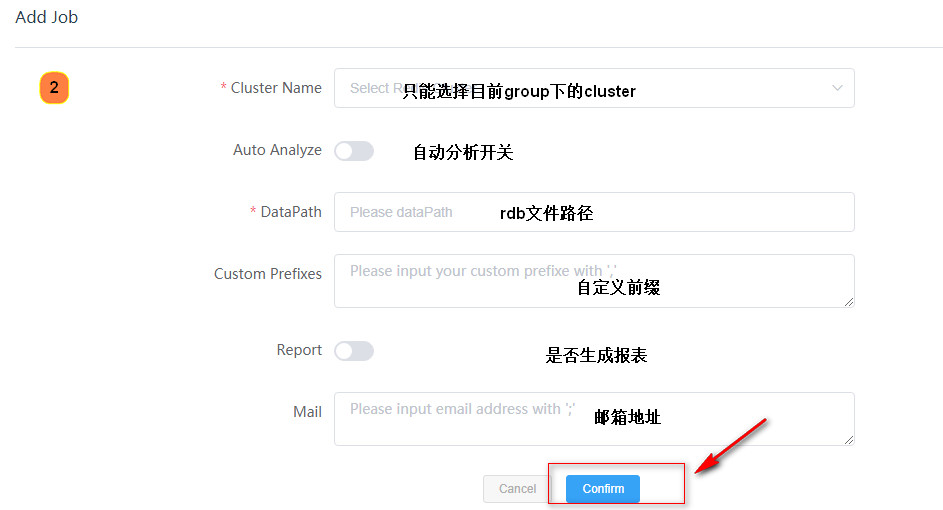 Add Job
2
* Cluster Name
Select Re
只能选择目前group下的cluster
Auto Analyze
自动分析开关
* DataPath
Please dataPath
rdb文件路径
Custom Prefixes
Please input your custom prefixe with ';'
自定义前缀
Report
是否生成报表
Mail
Please input email address with ';'
邮箱地址
Cancel
Confirm